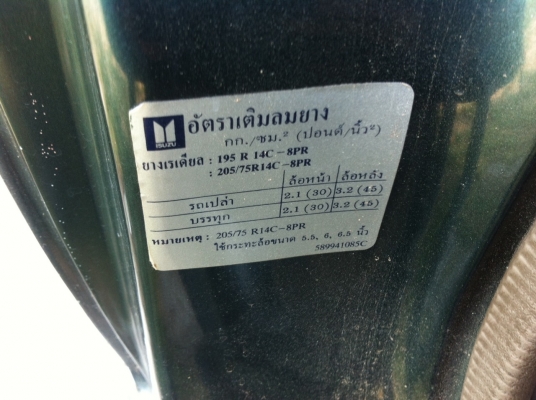 อัตราเติมลมยาง
ISUZU
กก./ซม.² (ปอนด์/นิ้ว²)
ยางเรเดียล : 195 R 14C-8PR
: 205/75R14C-8PR
ล้อหน้า ล้อหลัง
รถเปล่า 2.1 (30) 3.2 (45)
บรรทุก 2.1 (30) 3.2 (45)
หมายเหตุ : 205/75 R14C-8PR
ใช้กระทะล้อขนาด 5.5, 6, 6.5 นิ้ว
589941085C